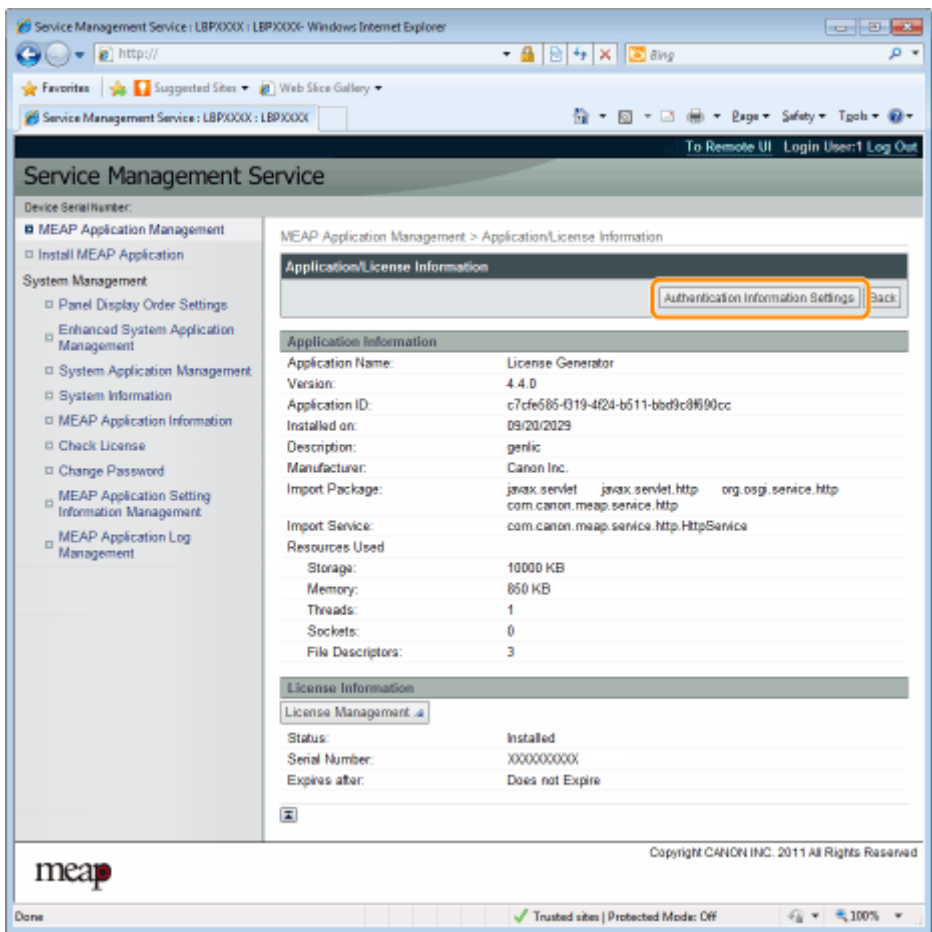 Service Management Service : LBPXXXX : LBPXXXX- Windows Internet Explorer
http://
Bing
Favorites Suggested Sites Web Slice Gallery
Service Management Service : LBPXXXX : LBPXXXX
Page Safety Tools
To Remote UI Login User:1 Log Out
Service Management Service
Device Serial Number:
MEAP Application Management
Install MEAP Application
System Management
Panel Display Order Settings
Enhanced System Application
Management
System Application Management
System Information
MEAP Application Information
Check License
Change Password
MEAP Application Setting
Information Management
MEAP Application Log
Management
MEAP Application Management > Application/License Information
Application/License Information
Authentication Information Settings Back
Application Information
Application Name: License Generator
Version: 4.4.0
Application ID: c7cfe585-f319-4f24-b511-bbd9c8f690cc
Installed on: 09/20/2029
Description: genlic
Manufacturer: Canon Inc.
Import Package: javax.servlet javax.servlet.http org.osgi.service.http
com.canon.meap.service.http
Import Service: com.canon.meap.service.http.HttpService
Resources Used
Storage: 10000 KB
Memory: 850 KB
Threads: 1
Sockets: 0
File Descriptors: 3
License Information
License Management
Status: Installed
Serial Number: XXXXXXXXXX
Expires after: Does not Expire
Copyright CANON INC. 2011 All Rights Reserved
meap
Done Trusted sites | Protected Mode: Off 100%